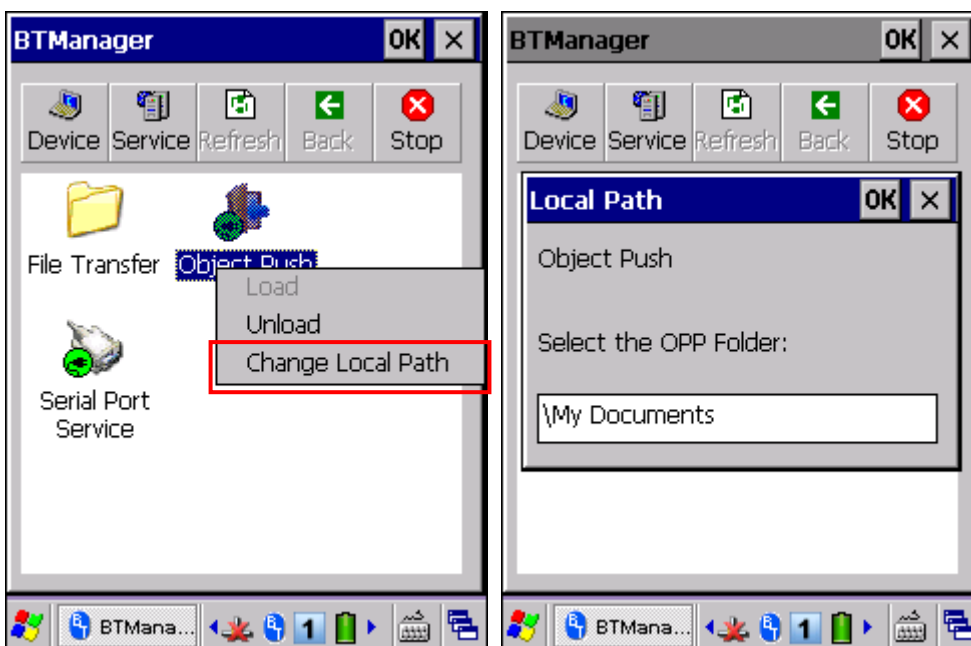 BTManager OK
Device Service Refresh Back Stop
File Transfer Object Push
Load
Unload
Change Local Path
Serial Port
Service
BTMana... 1
BTManager OK
Device Service Refresh Back Stop
Local Path OK
Object Push
Select the OPP Folder:
\My Documents
BTMana... 1